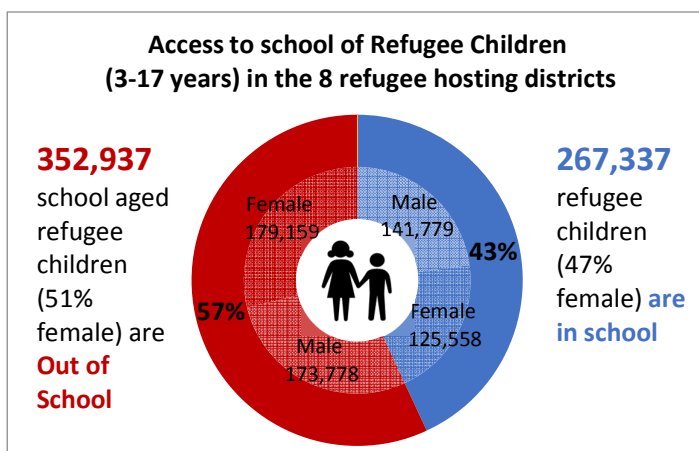 Access to school of Refugee Children
(3-17 years) in the 8 refugee hosting districts
352,937
school aged
refugee
children
(51%
female) are
Out of
School
Female
179,159
Male
141,779
57%
43%
Male
173,778
Female
125,558
267,337
refugee
children
(47%
female) are
in school